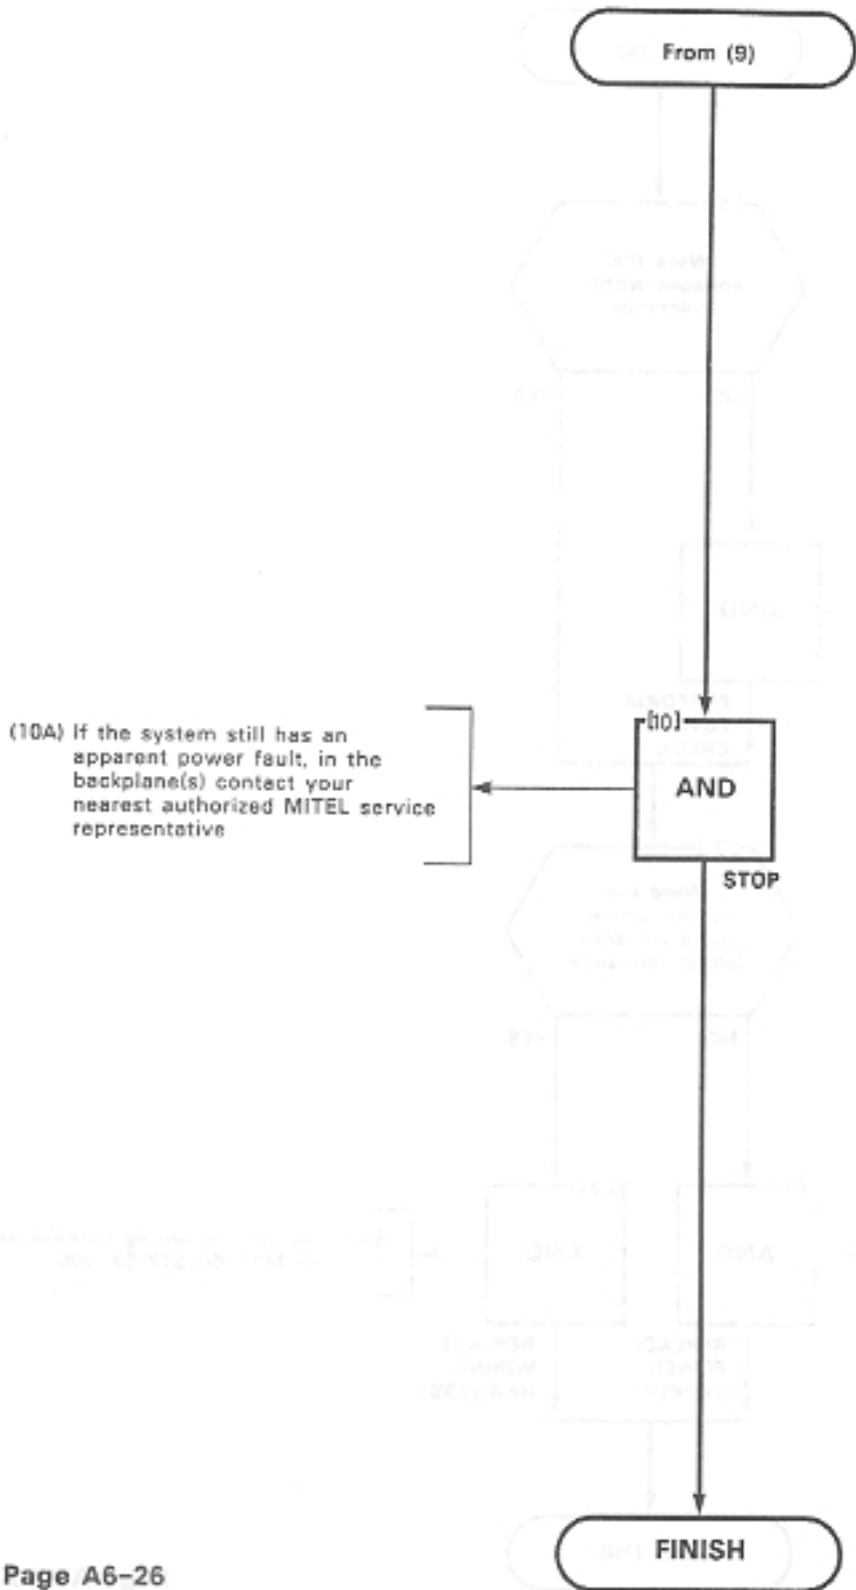 From (9)
(10A) If the system still has an
apparent power fault, in the
backplane(s) contact your
nearest authorized MITEL service
representative
[10]
AND
STOP
FINISH
Page A6-26